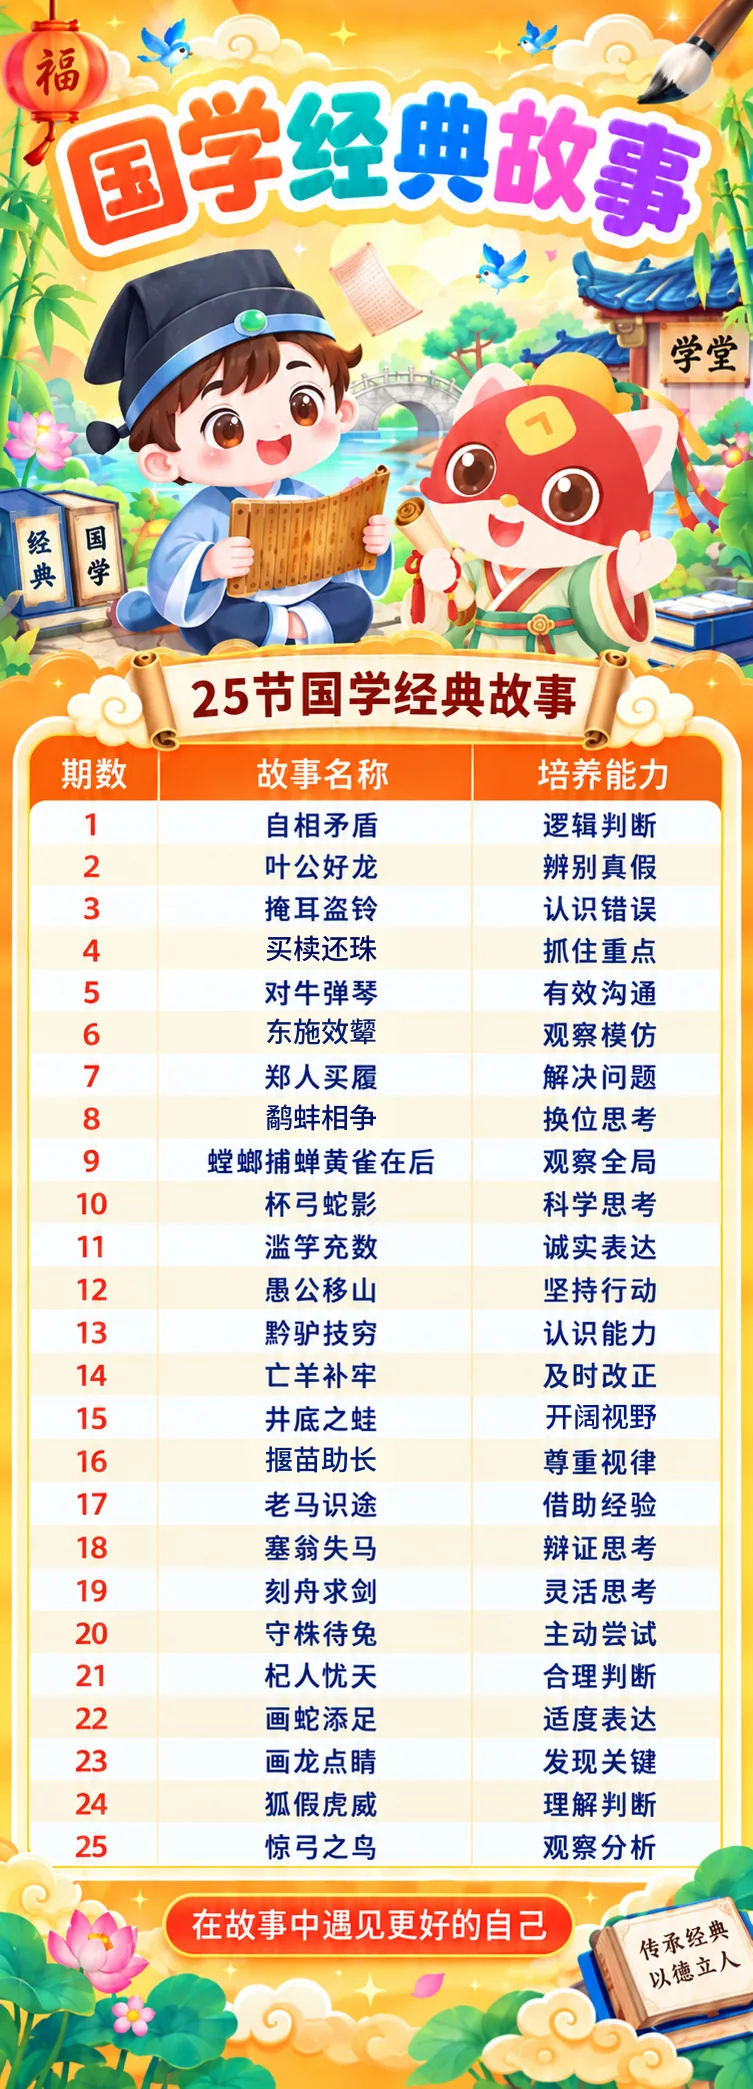 福
国学经典故事
学堂
经典
国学
25节国学经典故事
期数 故事名称 培养能力
1 自相矛盾 逻辑判断
2 叶公好龙 辨别真假
3 掩耳盗铃 认识错误
4 买椟还珠 抓住重点
5 对牛弹琴 有效沟通
6 东施效颦 观察模仿
7 郑人买履 解决问题
8 鹬蚌相争 换位思考
9 螳螂捕蝉黄雀在后 观察全局
10 杯弓蛇影 科学思考
11 滥竽充数 诚实表达
12 愚公移山 坚持行动
13 黔驴技穷 认识能力
14 亡羊补牢 及时改正
15 井底之蛙 开阔视野
16 揠苗助长 尊重视律
17 老马识途 借助经验
18 塞翁失马 辩证思考
19 刻舟求剑 灵活思考
20 守株待兔 主动尝试
21 杞人忧天 合理判断
22 画蛇添足 适度表达
23 画龙点睛 发现关键
24 狐假虎威 理解判断
25 惊弓之鸟 观察分析
在故事中遇见更好的自己
传承经典
以德立人